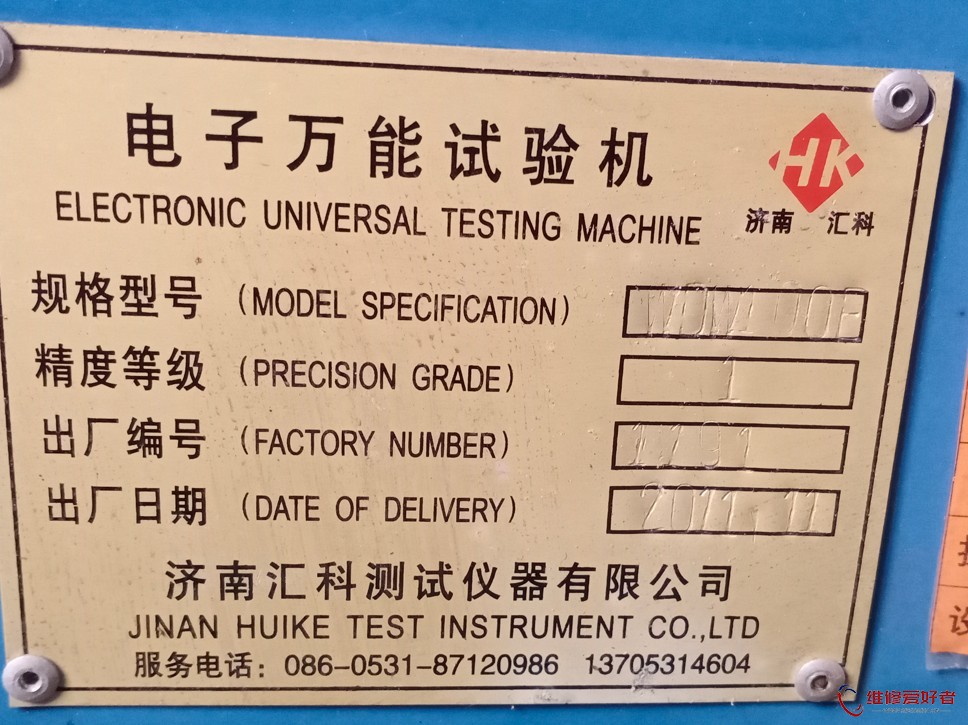 电子万能试验机
HK
济南 汇科
ELECTRONIC UNIVERSAL TESTING MACHINE
规格型号 (MODEL SPECIFICATION)
精度等级 (PRECISION GRADE) 1
出厂编号 (FACTORY NUMBER)
出厂日期 (DATE OF DELIVERY) 2011.11
济南汇科测试仪器有限公司
JINAN HUIKE TEST INSTRUMENT CO.,LTD
服务电话：086-0531-87120986 13705314604
维修爱好者